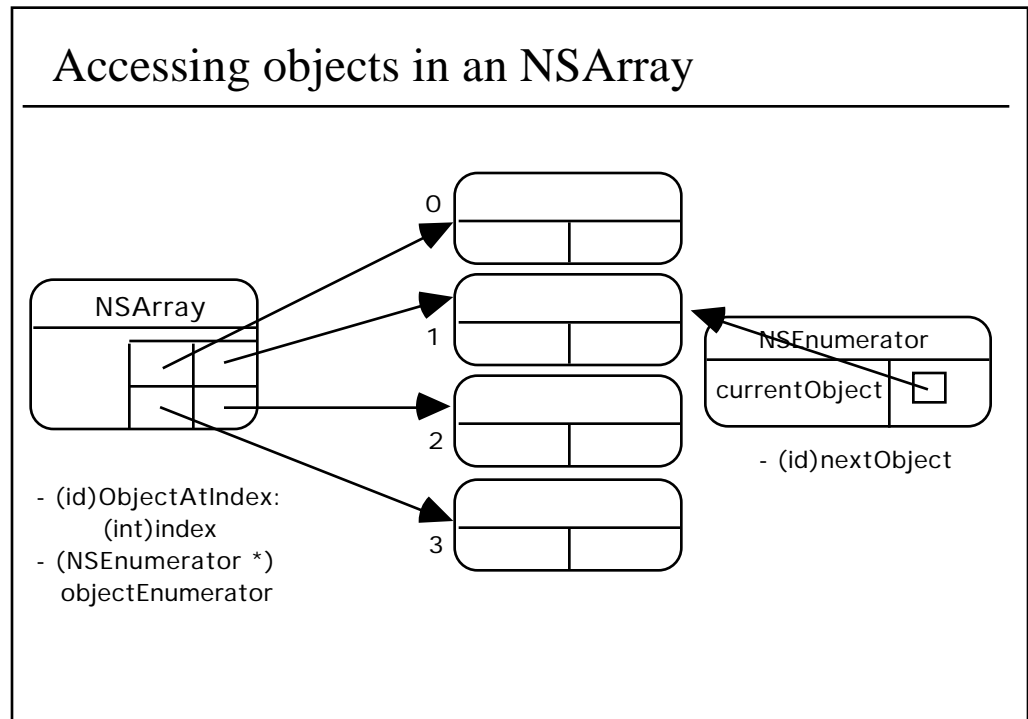 Accessing objects in an NSArray
0
NSArray
1
NSEnumerator
currentObject
2
- (id)nextObject
- (id)ObjectAtIndex:
(int)index
- (NSEnumerator *)
objectEnumerator
3